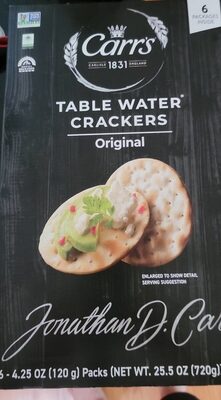 6
PACKAGES
INSIDE
Carr's
CARLISLE 1831 ENGLAND
TABLE WATER®
CRACKERS
Original
ENLARGED TO SHOW DETAIL
SERVING SUGGESTION
Jonathan D. Ca
6 - 4.25 OZ (120 g) Packs (NET WT. 25.5 OZ (720g)